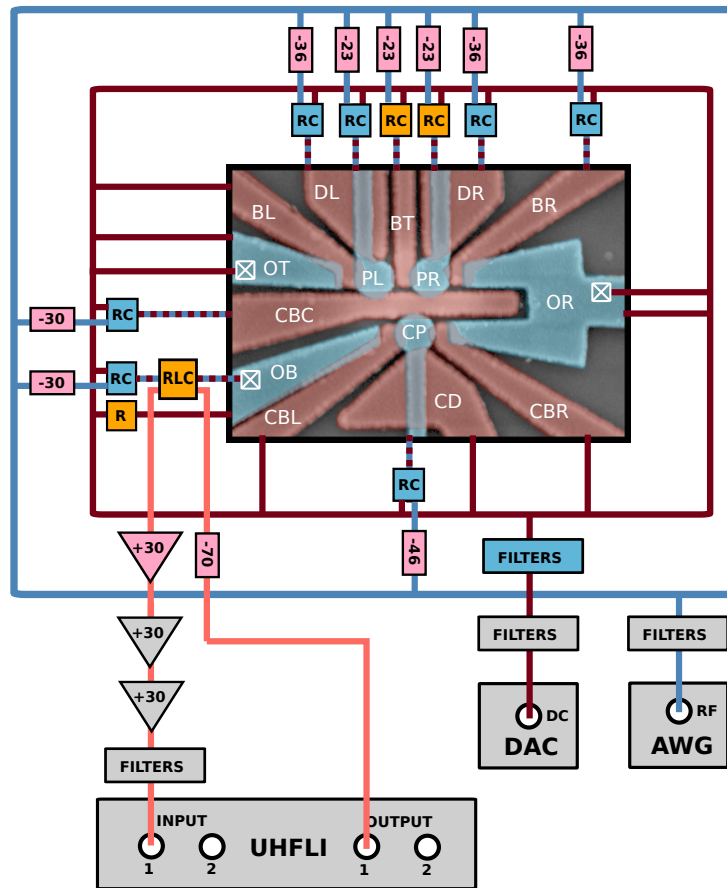 -36 -23 -23 -23 -36 -36
RC RC RC RC RC RC
DL DR
BL BT BR
OT PL PR
OR
-30 RC CBC
CP
-30 RC RLC OB
CD
R CBL CBR
RC
+30 -70 -46 FILTERS
+30 FILTERS FILTERS
+30
DC RF
FILTERS DAC AWG
INPUT OUTPUT
UHFLI
1 2 1 2